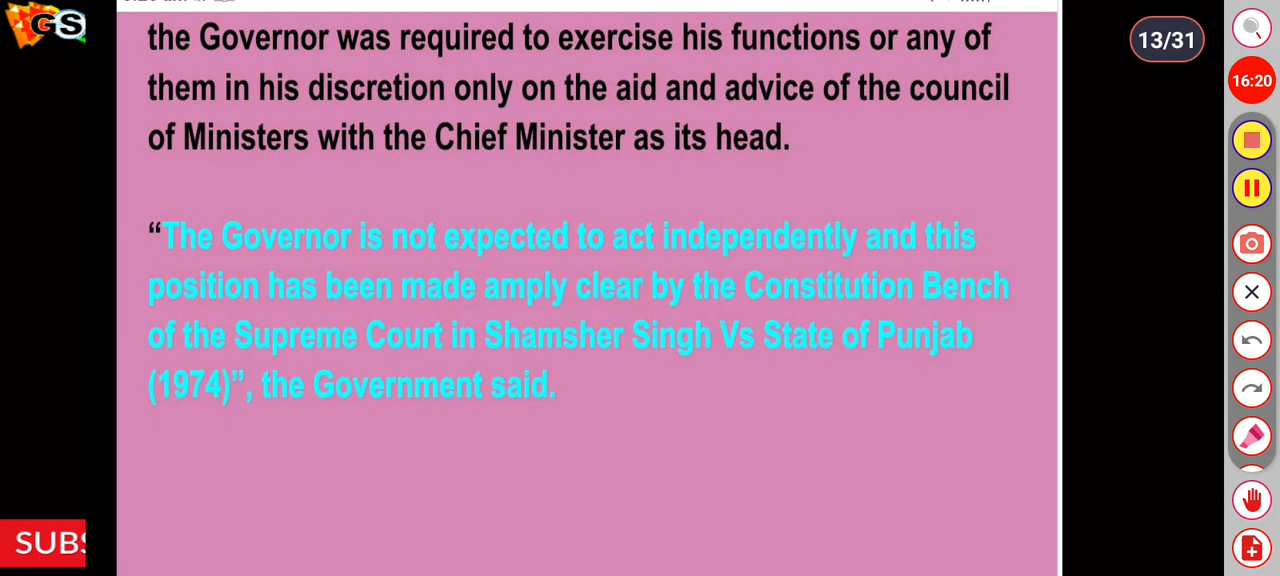 GS
13/31
16:20
the Governor was required to exercise his functions or any of
them in his discretion only on the aid and advice of the council
of Ministers with the Chief Minister as its head.
“The Governor is not expected to act independently and this
position has been made amply clear by the Constitution Bench
of the Supreme Court in Shamsher Singh Vs State of Punjab
(1974)”, the Government said.
SUBS